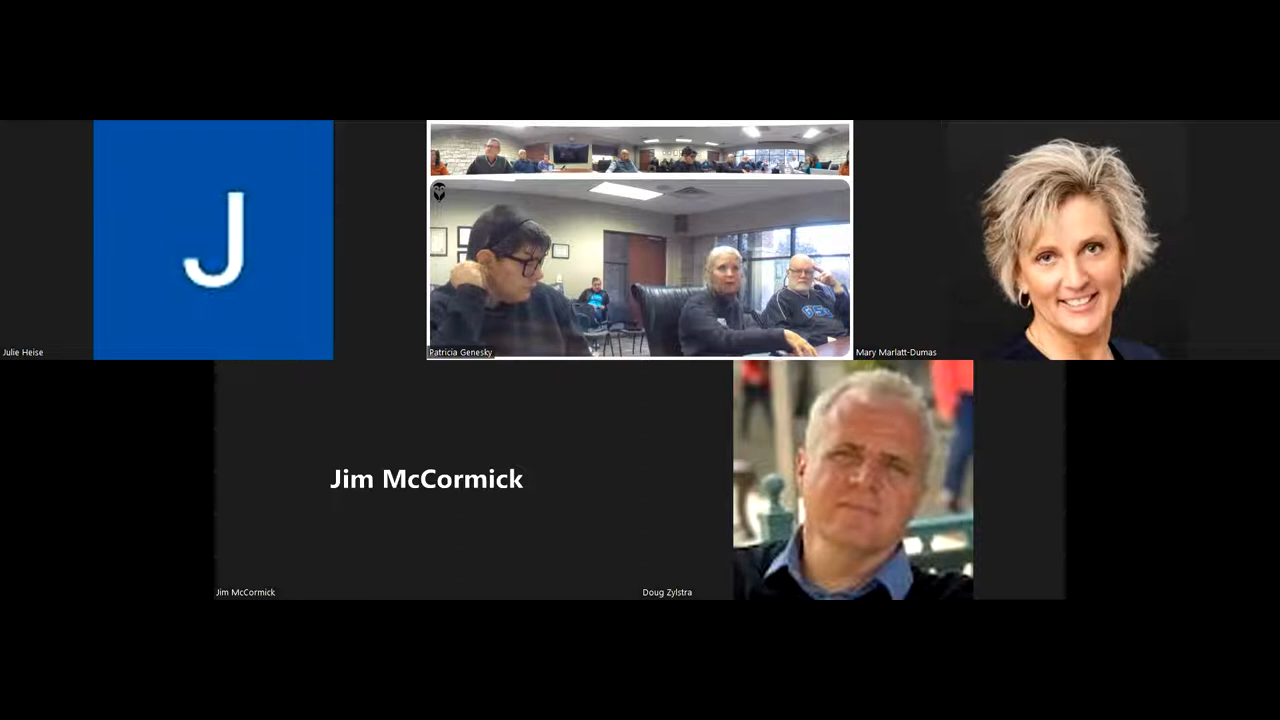 J
Julie Heise
Patricia Genesky
Mary Marlatt-Dumas
Jim McCormick
Jim McCormick
Doug Zylstra